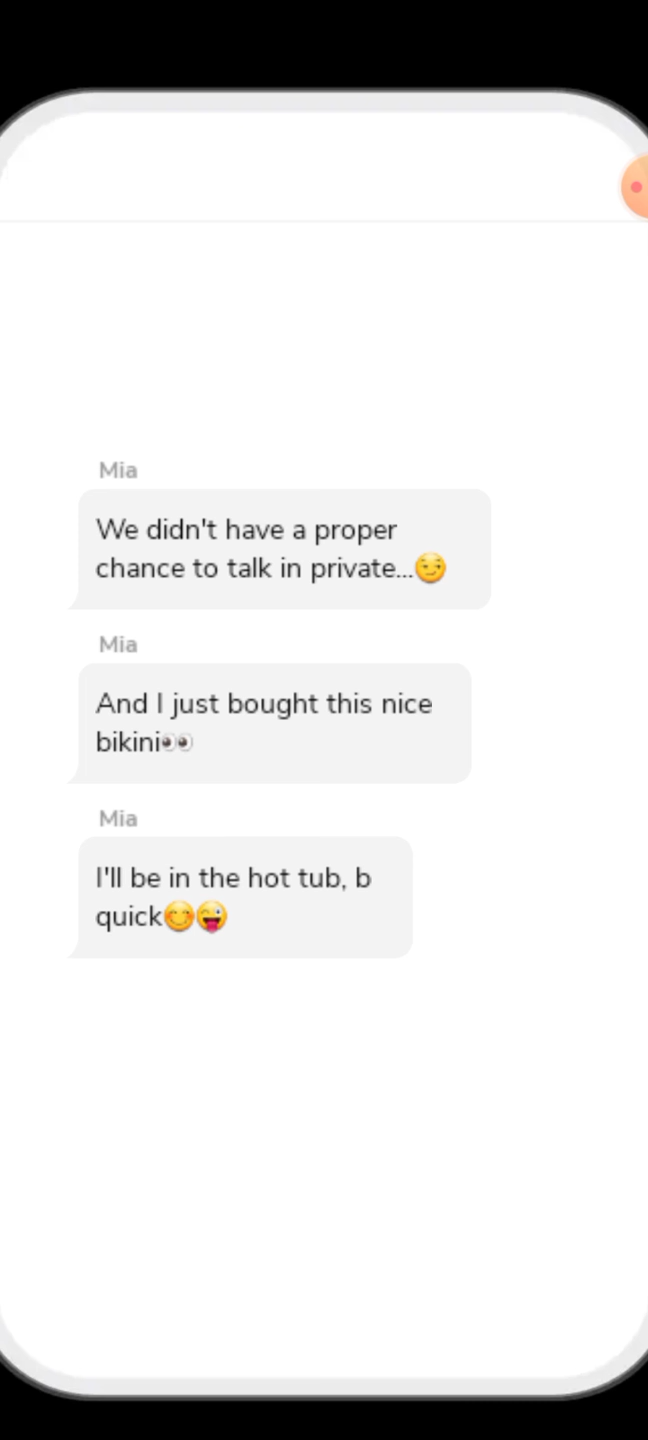 Mia
We didn't have a proper
chance to talk in private...😏
Mia
And I just bought this nice
bikini👀
Mia
I'll be in the hot tub, b
quick😊😜